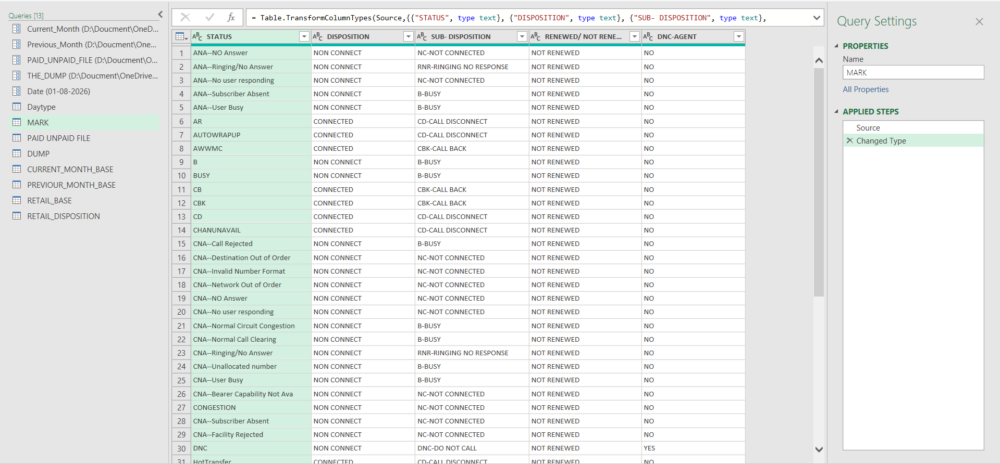 Queries [13]
Current_Month (D:\Doucment\OneD...
Previous_Month (D:\Doucment\One...
PAID_UNPAID_FILE (D:\Doucment\O...
THE_DUMP (D:\Doucment\OneDrive...
Date (01-08-2026)
Daytype
MARK
PAID UNPAID FILE
DUMP
CURRENT_MONTH_BASE
PREVIOUR_MONTH_BASE
RETAIL_BASE
RETAIL_DISPOSITION
fx = Table.TransformColumnTypes(Source,{{"STATUS", type text}, {"DISPOSITION", type text}, {"SUB- DISPOSITION", type text},
ABC STATUS ABC DISPOSITION ABC SUB- DISPOSITION ABC RENEWED/ NOT RENE... ABC DNC-AGENT
1 ANA--NO Answer NON CONNECT NC-NOT CONNECTED NOT RENEWED NO
2 ANA--Ringing/No Answer NON CONNECT RNR-RINGING NO RESPONSE NOT RENEWED NO
3 ANA--No user responding NON CONNECT NC-NOT CONNECTED NOT RENEWED NO
4 ANA--Subscriber Absent NON CONNECT B-BUSY NOT RENEWED NO
5 ANA--User Busy NON CONNECT B-BUSY NOT RENEWED NO
6 AR CONNECTED CD-CALL DISCONNECT NOT RENEWED NO
7 AUTOWRAPUP CONNECTED CD-CALL DISCONNECT NOT RENEWED NO
8 AWWMC CONNECTED CBK-CALL BACK NOT RENEWED NO
9 B NON CONNECT B-BUSY NOT RENEWED NO
10 BUSY NON CONNECT B-BUSY NOT RENEWED NO
11 CB CONNECTED CBK-CALL BACK NOT RENEWED NO
12 CBK CONNECTED CBK-CALL BACK NOT RENEWED NO
13 CD CONNECTED CD-CALL DISCONNECT NOT RENEWED NO
14 CHANUNAVAIL CONNECTED CD-CALL DISCONNECT NOT RENEWED NO
15 CNA--Call Rejected NON CONNECT B-BUSY NOT RENEWED NO
16 CNA--Destination Out of Order NON CONNECT NC-NOT CONNECTED NOT RENEWED NO
17 CNA--Invalid Number Format NON CONNECT NC-NOT CONNECTED NOT RENEWED NO
18 CNA--Network Out of Order NON CONNECT NC-NOT CONNECTED NOT RENEWED NO
19 CNA--NO Answer NON CONNECT NC-NOT CONNECTED NOT RENEWED NO
20 CNA--No user responding NON CONNECT NC-NOT CONNECTED NOT RENEWED NO
21 CNA--Normal Circuit Congestion NON CONNECT B-BUSY NOT RENEWED NO
22 CNA--Normal Call Clearing NON CONNECT B-BUSY NOT RENEWED NO
23 CNA--Ringing/No Answer NON CONNECT RNR-RINGING NO RESPONSE NOT RENEWED NO
24 CNA--Unallocated number NON CONNECT B-BUSY NOT RENEWED NO
25 CNA--User Busy NON CONNECT B-BUSY NOT RENEWED NO
26 CNA--Bearer Capability Not Ava NON CONNECT NC-NOT CONNECTED NOT RENEWED NO
27 CONGESTION NON CONNECT NC-NOT CONNECTED NOT RENEWED NO
28 CNA--Subscriber Absent NON CONNECT NC-NOT CONNECTED NOT RENEWED NO
29 CNA--Facility Rejected NON CONNECT NC-NOT CONNECTED NOT RENEWED NO
30 DNC NON CONNECT DNC-DO NOT CALL NOT RENEWED YES
31 HotTransfer CONNECTED CD-CALL DISCONNECT NOT RENEWED NO
Query Settings
PROPERTIES
Name
MARK
All Properties
APPLIED STEPS
Source
Changed Type